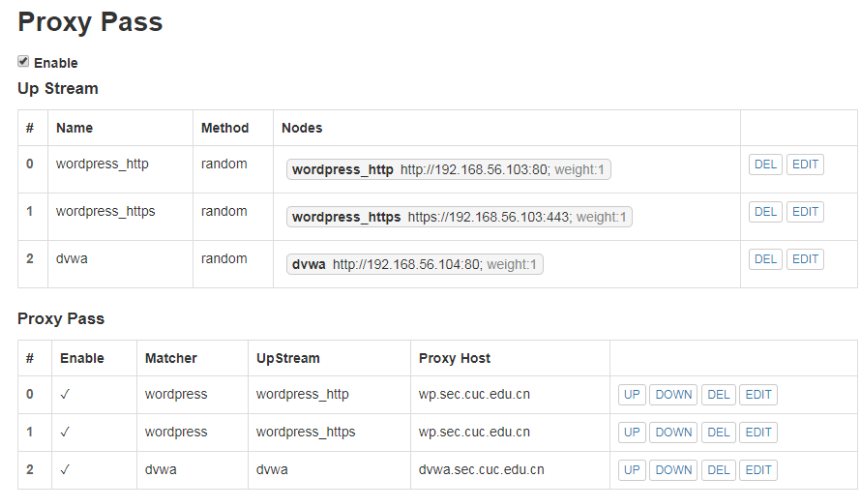 Proxy Pass
Enable
Up Stream
# Name Method Nodes
0 wordpress_http random wordpress_http http://192.168.56.103:80; weight:1 DEL EDIT
1 wordpress_https random wordpress_https https://192.168.56.103:443; weight:1 DEL EDIT
2 dvwa random dvwa http://192.168.56.104:80; weight:1 DEL EDIT
Proxy Pass
# Enable Matcher UpStream Proxy Host
0 ✓ wordpress wordpress_http wp.sec.cuc.edu.cn UP DOWN DEL EDIT
1 ✓ wordpress wordpress_https wp.sec.cuc.edu.cn UP DOWN DEL EDIT
2 ✓ dvwa dvwa dvwa.sec.cuc.edu.cn UP DOWN DEL EDIT